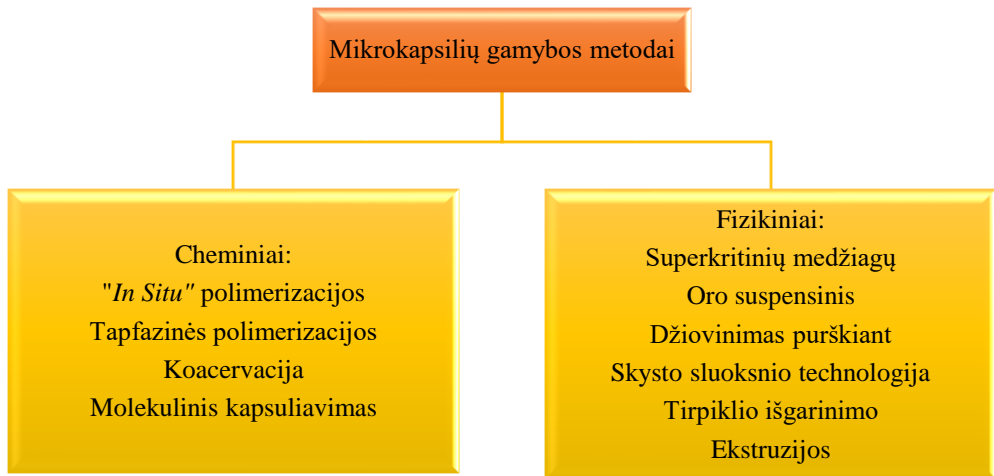 Mikrokapsilių gamybos metodai
Cheminiai:
"In Situ" polimerizacijos
Tapfazinės polimerizacijos
Koacervacija
Molekulinis kapsuliavimas
Fizikiniai:
Superkritinių medžiagų
Oro suspensinis
Džiovinimas purškiant
Skysto sluoksnio technologija
Tirpiklio išgarinimo
Ekstruzijos